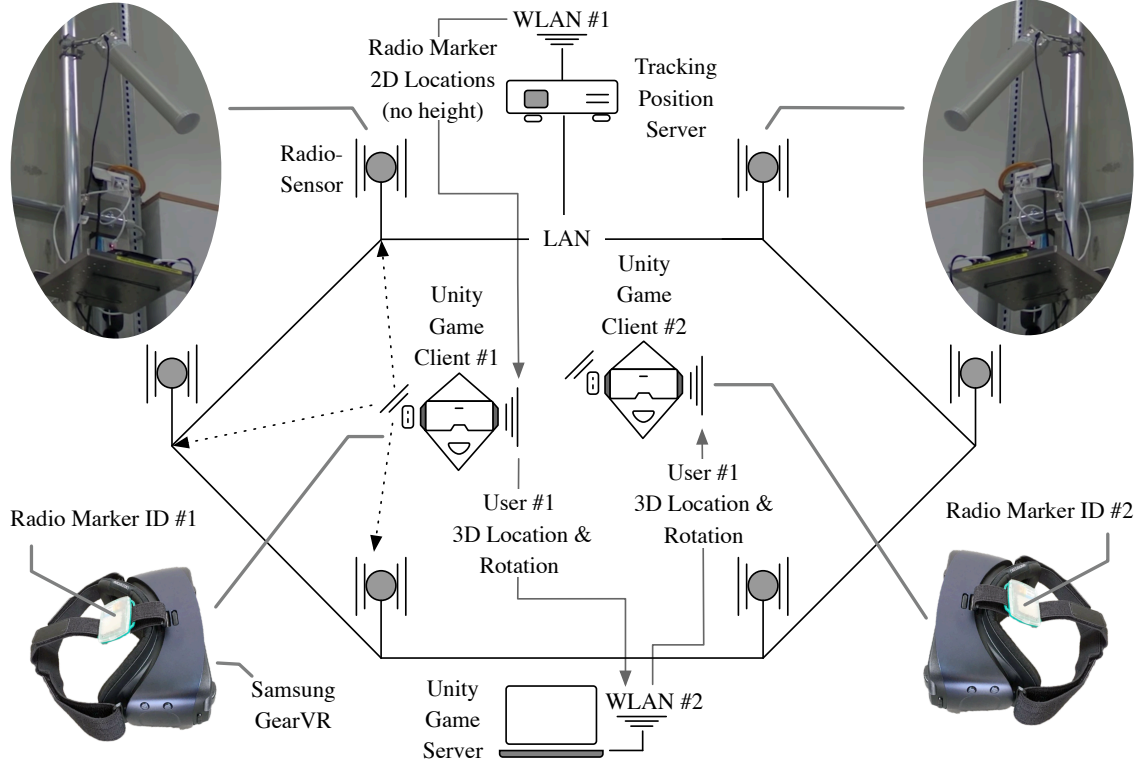 WLAN #1
Radio Marker
2D Locations
(no height)
Tracking
Position
Server
Radio-
Sensor
LAN
Unity
Game
Client #1
Unity
Game
Client #2
User #1
3D Location &
Rotation
User #1
3D Location &
Rotation
Radio Marker ID #1
Radio Marker ID #2
Samsung
GearVR
Unity
Game
Server
WLAN #2